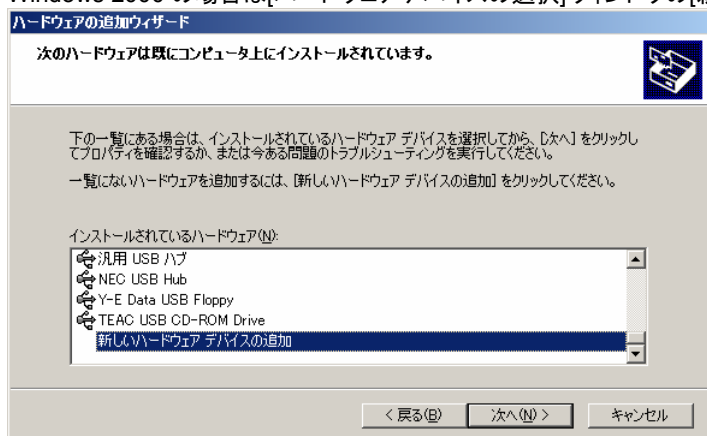 ハードウェアの追加ウィザード
次のハードウェアは既にコンピュータ上にインストールされています。
下の一覧にある場合は、インストールされているハードウェア デバイスを選択してから、[次へ] をクリックし
てプロパティを確認するか、または今ある問題のトラブルシューティングを実行してください。
一覧にないハードウェアを追加するには、[新しいハードウェア デバイスの追加] をクリックしてください。
インストールされているハードウェア(N):
汎用 USB ハブ
NEC USB Hub
Y-E Data USB Floppy
TEAC USB CD-ROM Drive
新しいハードウェア デバイスの追加
< 戻る(B)
次へ(N) >
キャンセル